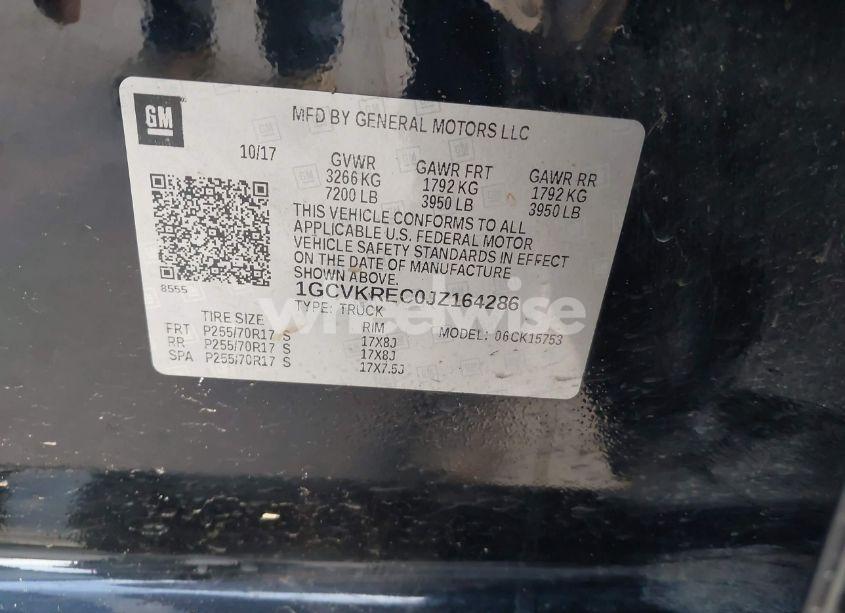 GM
MFD BY GENERAL MOTORS LLC
10/17
GVWR
3266 KG
7200 LB
GAWR FRT
1792 KG
3950 LB
GAWR RR
1792 KG
3950 LB
THIS VEHICLE CONFORMS TO ALL
APPLICABLE U.S. FEDERAL MOTOR
VEHICLE SAFETY STANDARDS IN EFFECT
ON THE DATE OF MANUFACTURE
SHOWN ABOVE.
8555
1GCVKREC0JZ164286
TYPE: TRUCK
MODEL: 06CK15753
TIRE SIZE RIM
FRT P255/70R17 S 17X8J
RR P255/70R17 S 17X8J
SPA P255/70R17 S 17X7.5J
wheelwise